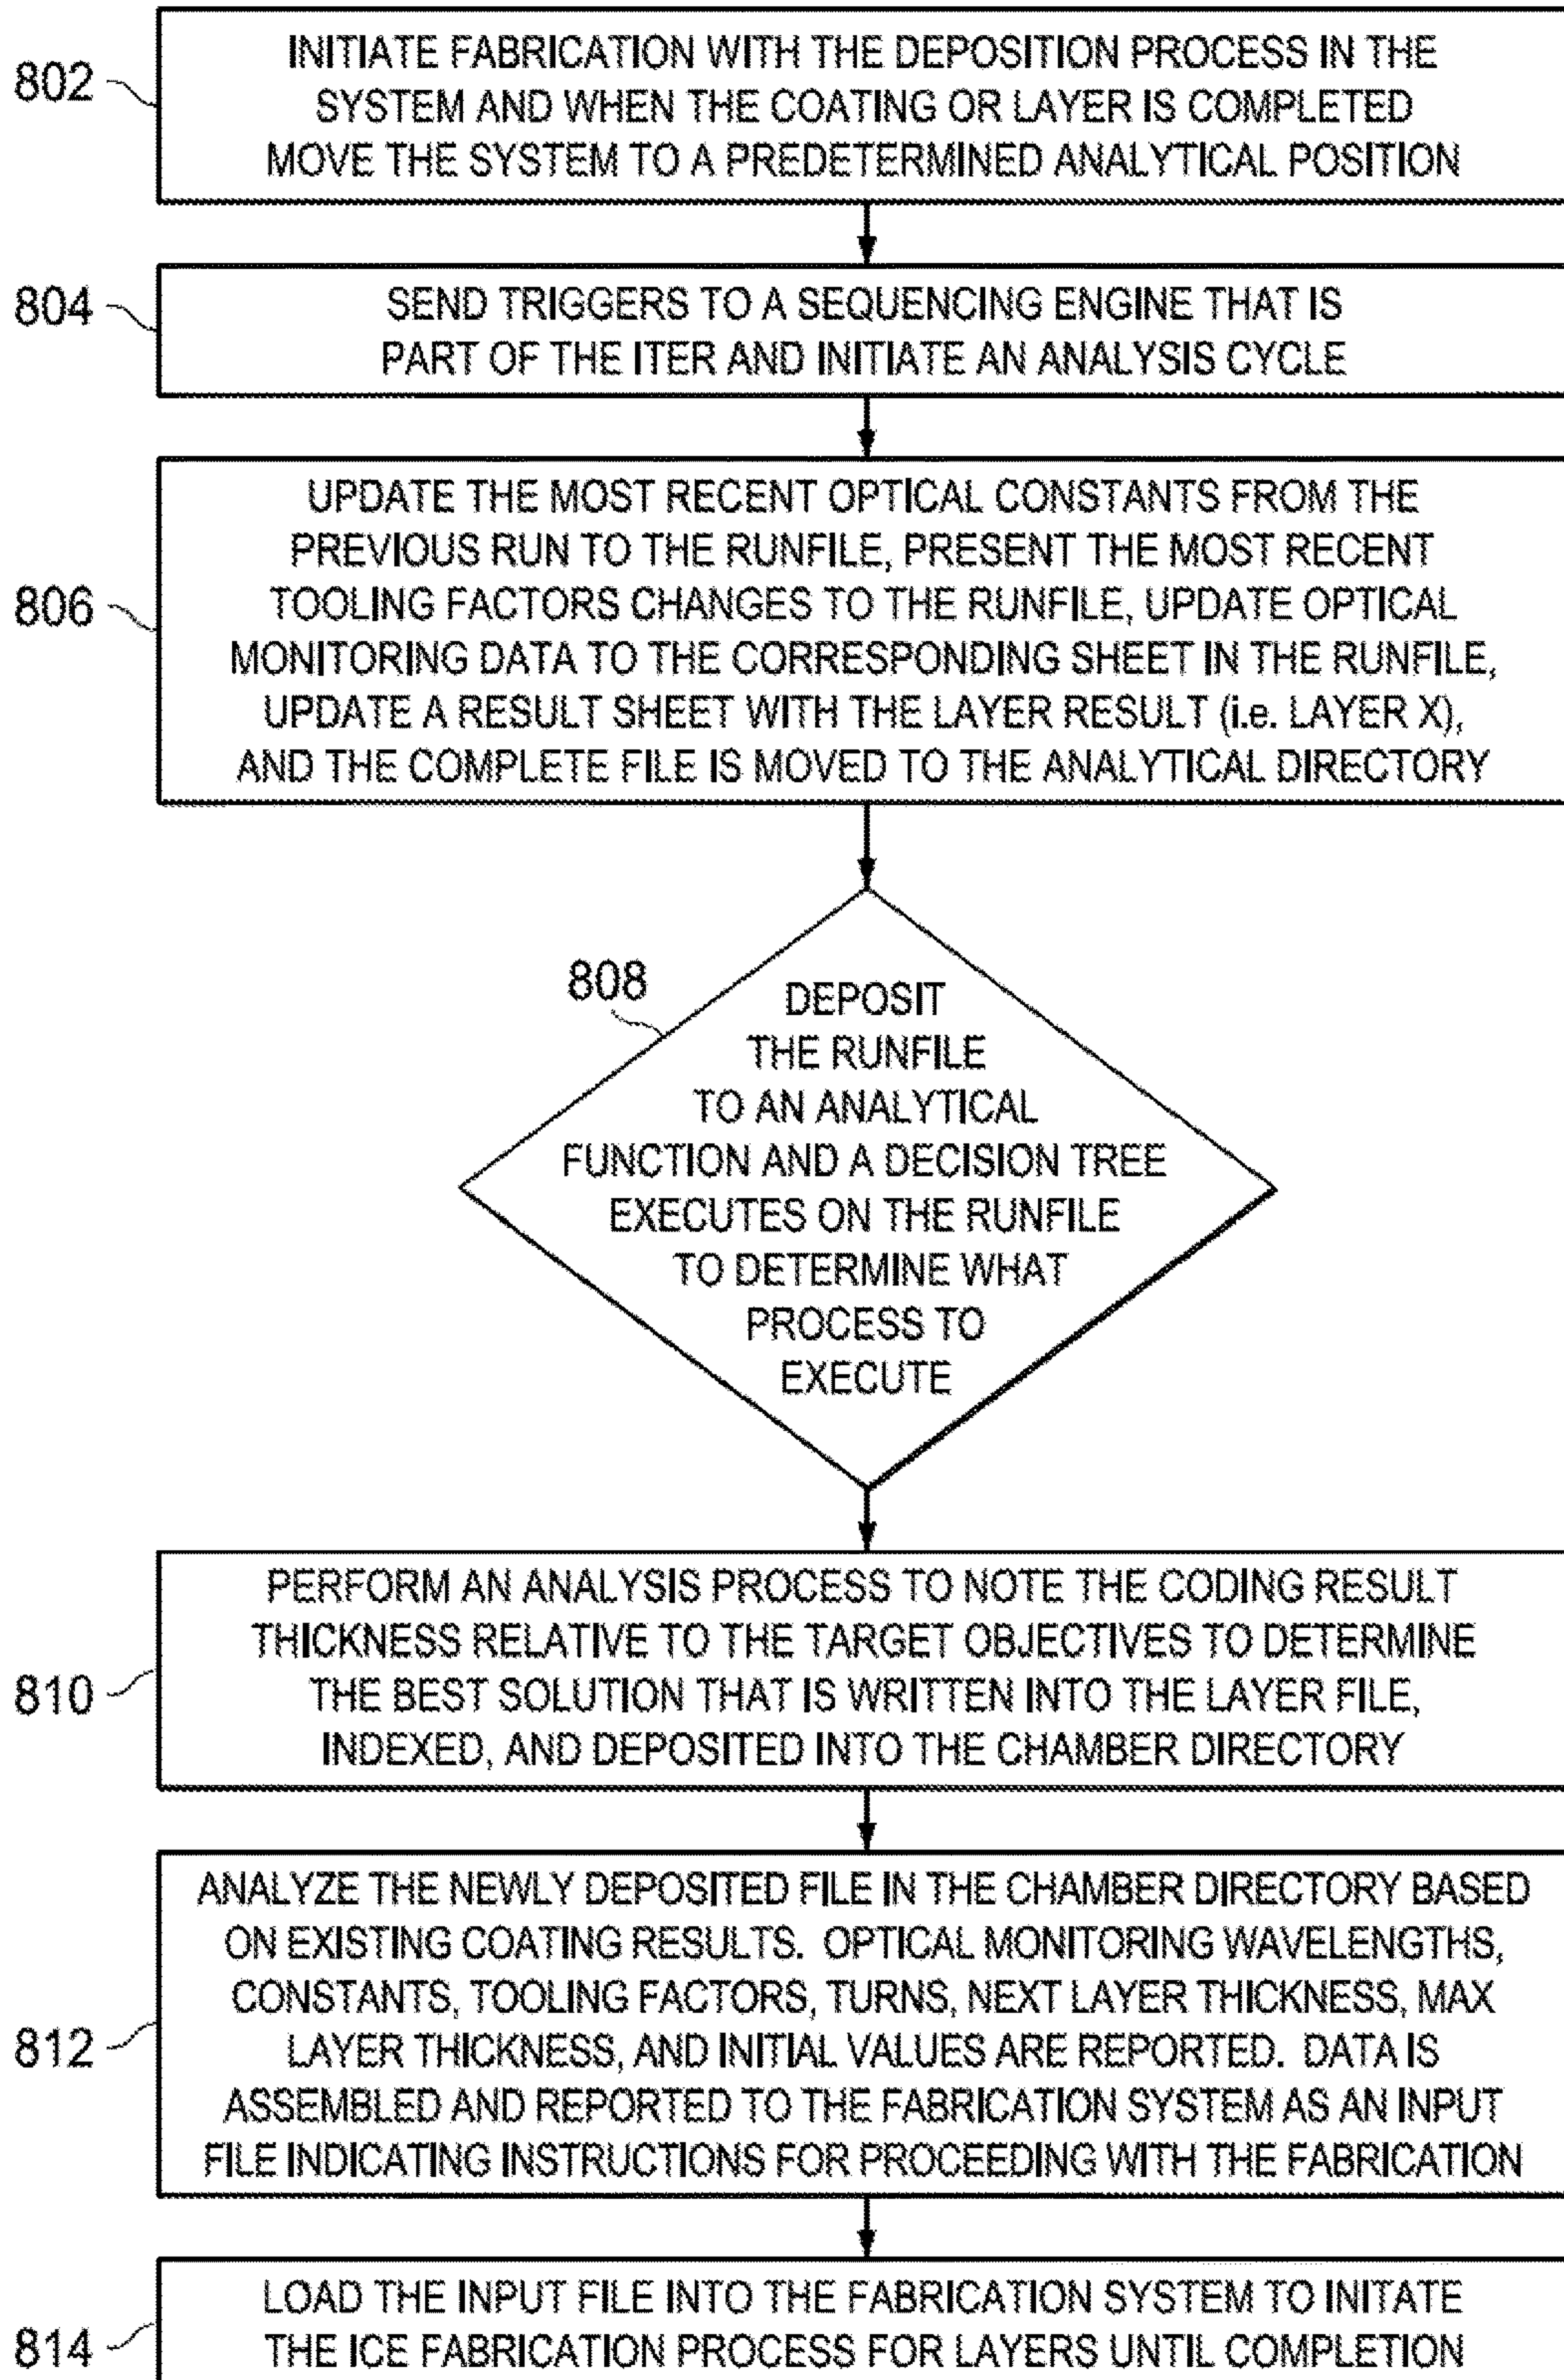 802
INITIATE FABRICATION WITH THE DEPOSITION PROCESS IN THE
SYSTEM AND WHEN THE COATING OR LAYER IS COMPLETED
MOVE THE SYSTEM TO A PREDETERMINED ANALYTICAL POSITION
804
SEND TRIGGERS TO A SEQUENCING ENGINE THAT IS
PART OF THE ITER AND INITIATE AN ANALYSIS CYCLE
806
UPDATE THE MOST RECENT OPTICAL CONSTANTS FROM THE
PREVIOUS RUN TO THE RUNFILE, PRESENT THE MOST RECENT
TOOLING FACTORS CHANGES TO THE RUNFILE, UPDATE OPTICAL
MONITORING DATA TO THE CORRESPONDING SHEET IN THE RUNFILE,
UPDATE A RESULT SHEET WITH THE LAYER RESULT (i.e. LAYER X),
AND THE COMPLETE FILE IS MOVED TO THE ANALYTICAL DIRECTORY
808
DEPOSIT
THE RUNFILE
TO AN ANALYTICAL
FUNCTION AND A DECISION TREE
EXECUTES ON THE RUNFILE
TO DETERMINE WHAT
PROCESS TO
EXECUTE
810
PERFORM AN ANALYSIS PROCESS TO NOTE THE CODING RESULT
THICKNESS RELATIVE TO THE TARGET OBJECTIVES TO DETERMINE
THE BEST SOLUTION THAT IS WRITTEN INTO THE LAYER FILE,
INDEXED, AND DEPOSITED INTO THE CHAMBER DIRECTORY
812
ANALYZE THE NEWLY DEPOSITED FILE IN THE CHAMBER DIRECTORY BASED
ON EXISTING COATING RESULTS. OPTICAL MONITORING WAVELENGTHS,
CONSTANTS, TOOLING FACTORS, TURNS, NEXT LAYER THICKNESS, MAX
LAYER THICKNESS, AND INITIAL VALUES ARE REPORTED. DATA IS
ASSEMBLED AND REPORTED TO THE FABRICATION SYSTEM AS AN INPUT
FILE INDICATING INSTRUCTIONS FOR PROCEEDING WITH THE FABRICATION
814
LOAD THE INPUT FILE INTO THE FABRICATION SYSTEM TO INITATE
THE ICE FABRICATION PROCESS FOR LAYERS UNTIL COMPLETION